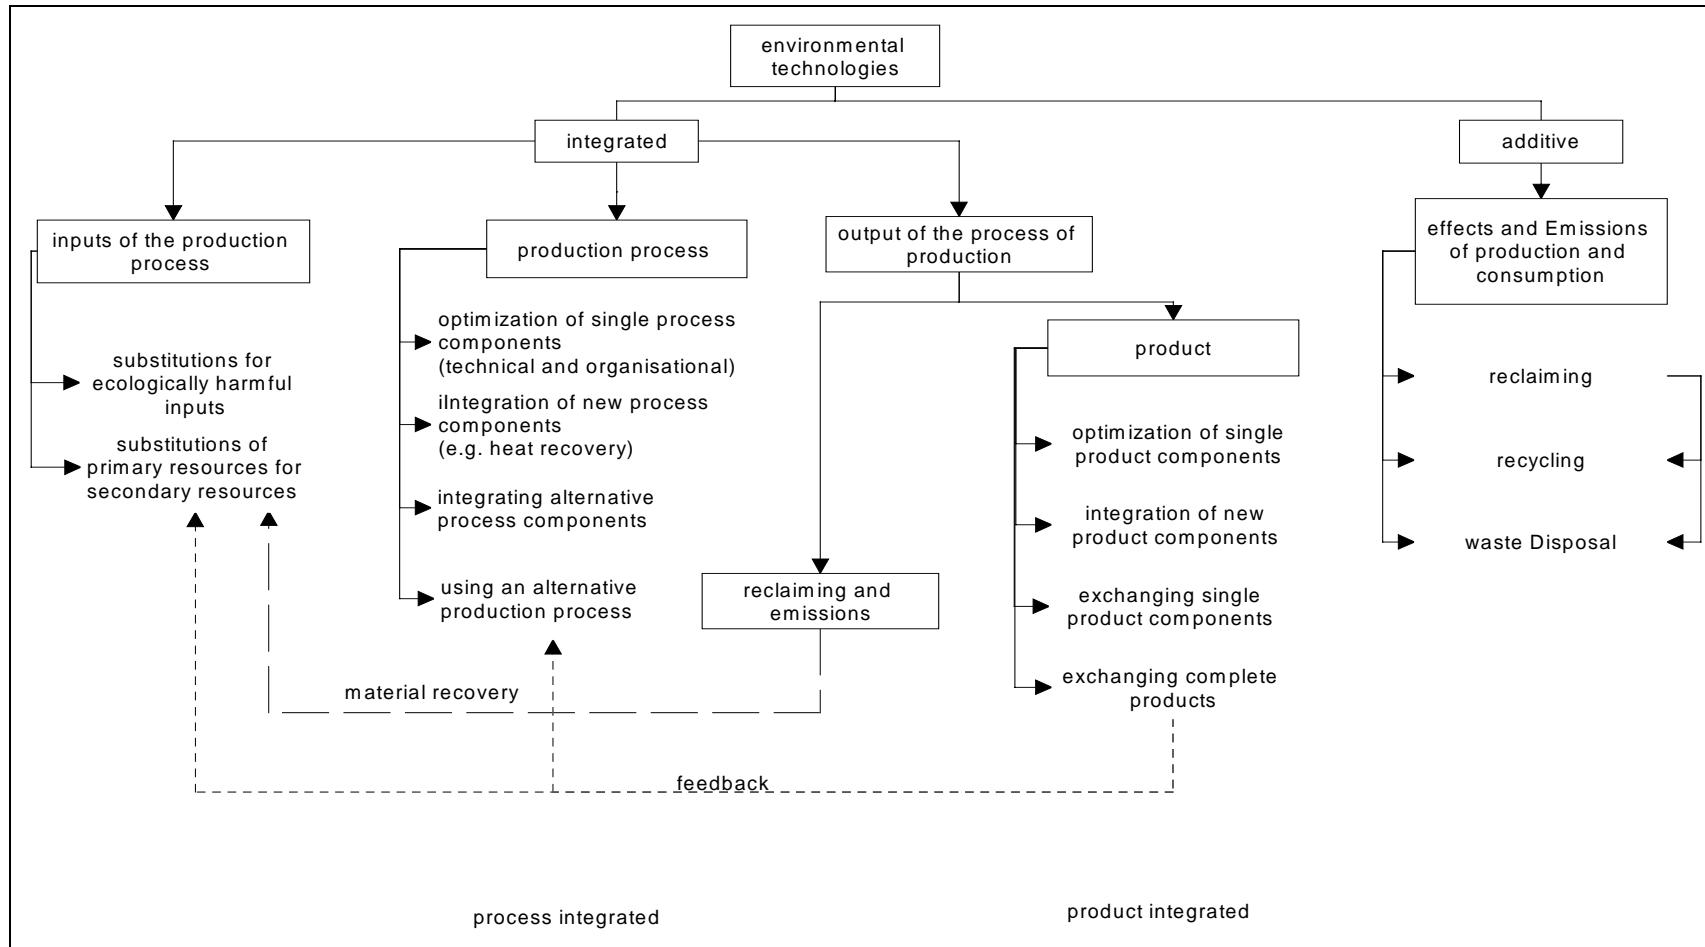 environmental
technologies
integrated
additive
inputs of the production
process
production process
output of the process of
production
effects and Emissions
of production and
consumption
substitutions for
ecologically harmful
inputs
substitutions of
primary resources for
secondary resources
optimization of single process
components
(technical and organisational)
iIntegration of new process
components
(e.g. heat recovery)
integrating alternative
process components
using an alternative
production process
reclaiming and
emissions
product
optimization of single
product components
integration of new
product components
exchanging single
product components
exchanging complete
products
reclaiming
recycling
waste Disposal
material recovery
feedback
process integrated
product integrated